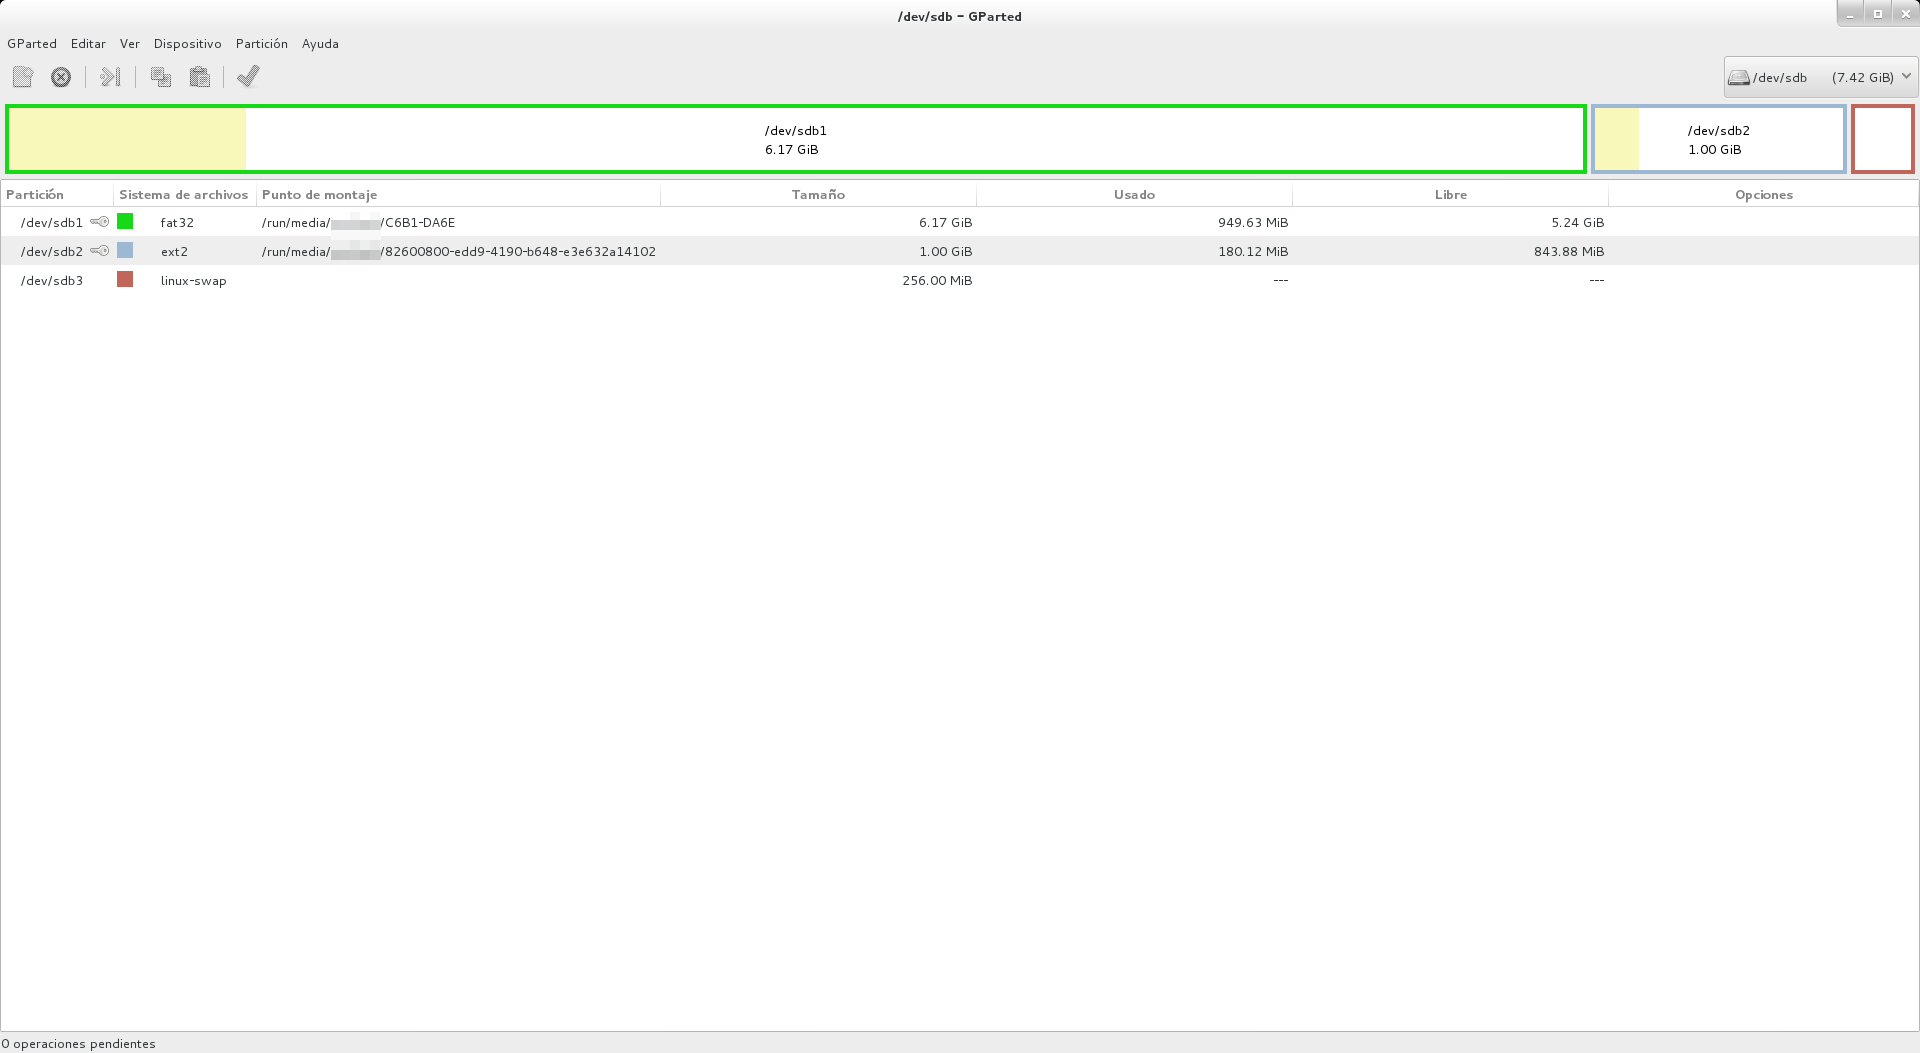 /dev/sdb - GParted
GParted Editar Ver Dispositivo Partición Ayuda
/dev/sdb (7.42 GiB)
/dev/sdb1
6.17 GiB
/dev/sdb2
1.00 GiB
Partición Sistema de archivos Punto de montaje Tamaño Usado Libre Opciones
/dev/sdb1 fat32 /run/media/ /C6B1-DA6E 6.17 GiB 949.63 MiB 5.24 GiB
/dev/sdb2 ext2 /run/media/ /82600800-edd9-4190-b648-e3e632a14102 1.00 GiB 180.12 MiB 843.88 MiB
/dev/sdb3 linux-swap 256.00 MiB --- ---
0 operaciones pendientes